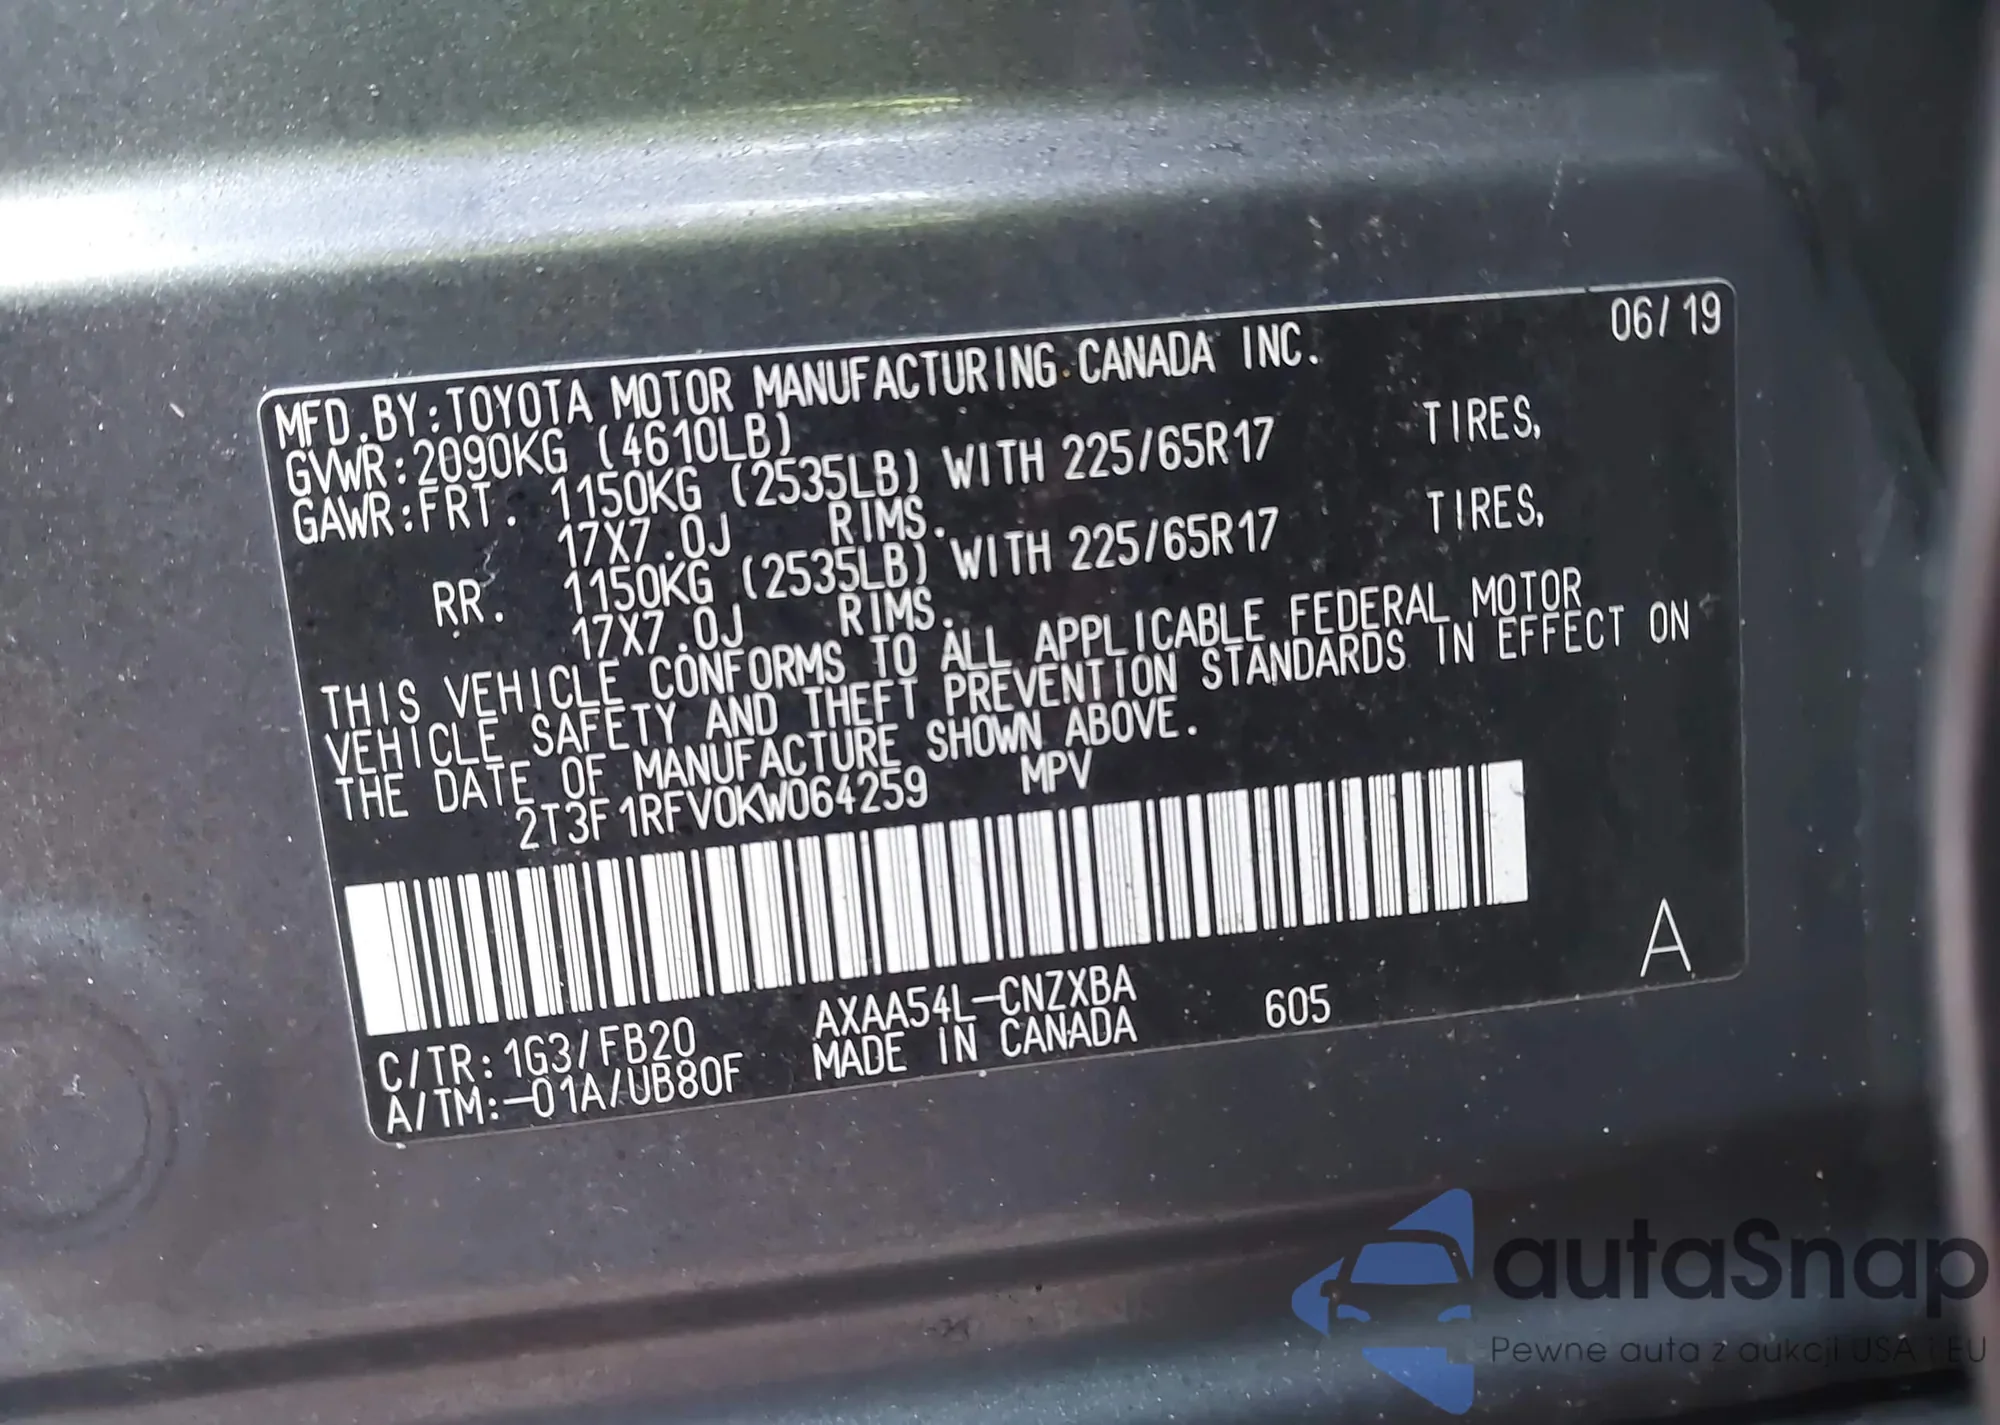 06/19
MFD.BY:TOYOTA MOTOR MANUFACTURING CANADA INC.
GVWR:2090KG (4610LB)
GAWR:FRT. 1150KG (2535LB) WITH 225/65R17 TIRES,
17X7.0J RIMS.
RR. 1150KG (2535LB) WITH 225/65R17 TIRES,
17X7.0J RIMS.
THIS VEHICLE CONFORMS TO ALL APPLICABLE FEDERAL MOTOR
VEHICLE SAFETY AND THEFT PREVENTION STANDARDS IN EFFECT ON
THE DATE OF MANUFACTURE SHOWN ABOVE.
2T3F1RFV0KW064259 MPV
C/TR:1G3/FB20 AXAA54L-CNZXBA 605 A
A/TM:-01A/UB80F MADE IN CANADA
autaSnap
Pewne auta z aukcji USA i EU